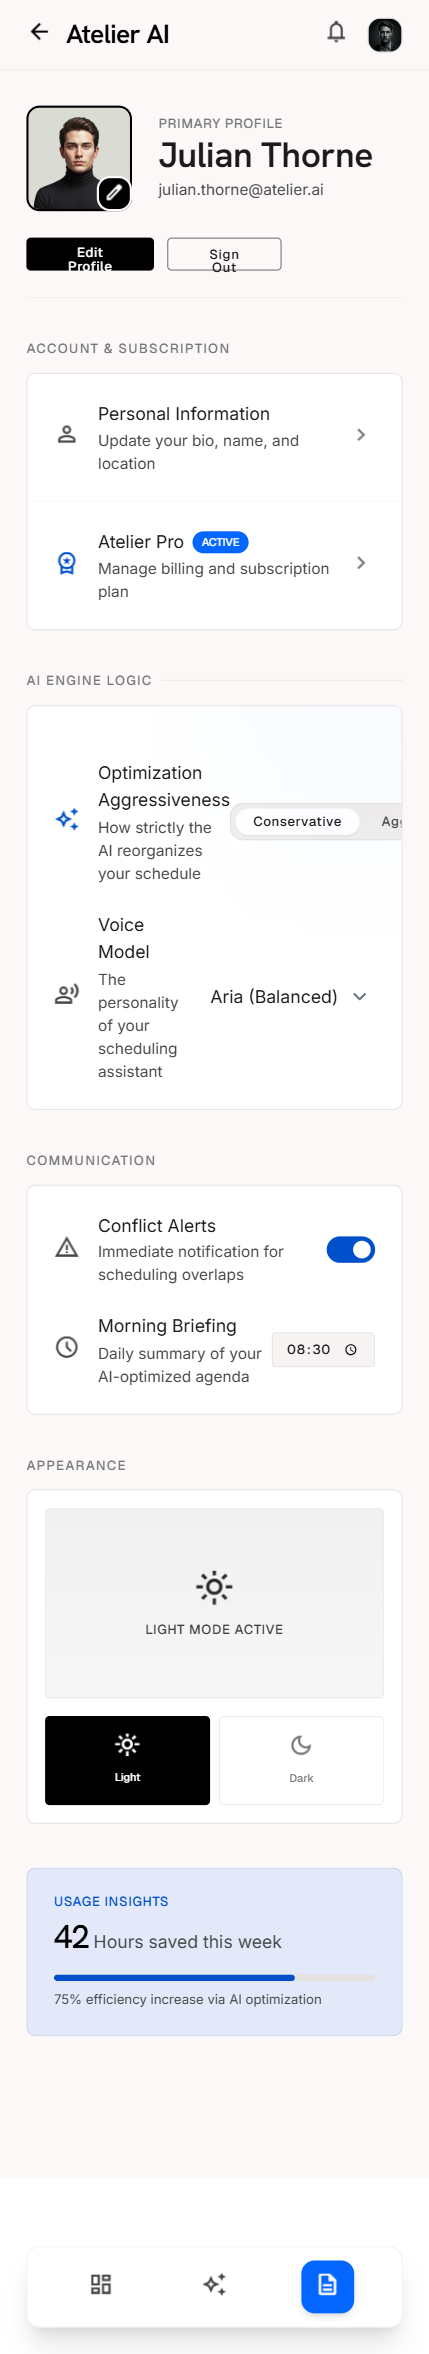 Atelier AI
PRIMARY PROFILE
Julian Thorne
julian.thorne@atelier.ai
Edit
Profile
Sign
Out
ACCOUNT & SUBSCRIPTION
Personal Information
Update your bio, name, and
location
Atelier Pro ACTIVE
Manage billing and subscription
plan
AI ENGINE LOGIC
Optimization
Aggressiveness
How strictly the
AI reorganizes
your schedule
Conservative
Voice
Model
The
personality
of your
scheduling
assistant
Aria (Balanced)
COMMUNICATION
Conflict Alerts
Immediate notification for
scheduling overlaps
Morning Briefing
Daily summary of your
AI-optimized agenda
08:30
APPEARANCE
LIGHT MODE ACTIVE
Light
Dark
USAGE INSIGHTS
42 Hours saved this week
75% efficiency increase via AI optimization